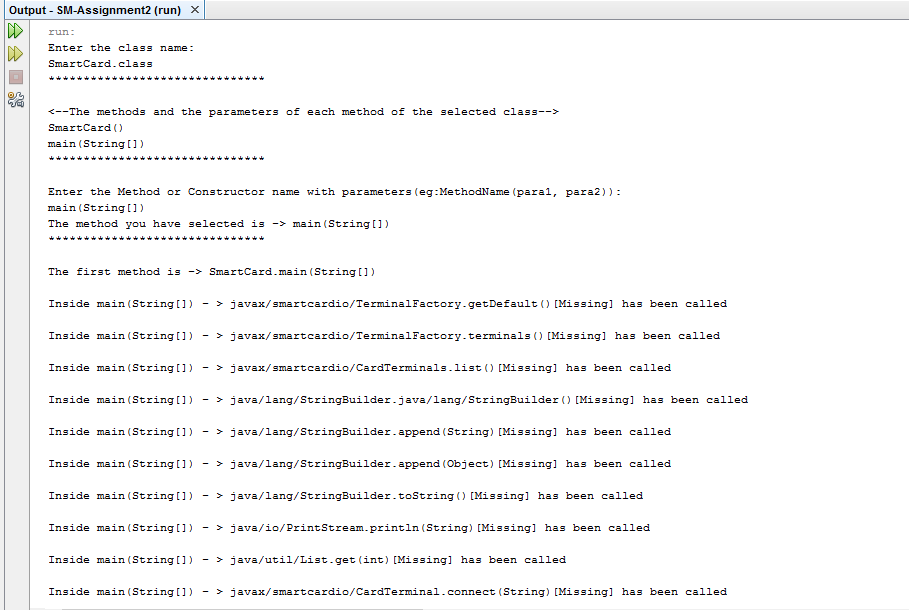 Output - SM-Assignment2 (run) ×
run:
Enter the class name:
SmartCard.class
*******************************
<--The methods and the parameters of each method of the selected class-->
SmartCard()
main(String[])
*******************************
Enter the Method or Constructor name with parameters(eg:MethodName(para1, para2)):
main(String[])
The method you have selected is -> main(String[])
*******************************
The first method is -> SmartCard.main(String[])
Inside main(String[]) - > javax/smartcardio/TerminalFactory.getDefault()[Missing] has been called
Inside main(String[]) - > javax/smartcardio/TerminalFactory.terminals()[Missing] has been called
Inside main(String[]) - > javax/smartcardio/CardTerminals.list()[Missing] has been called
Inside main(String[]) - > java/lang/StringBuilder.java/lang/StringBuilder()[Missing] has been called
Inside main(String[]) - > java/lang/StringBuilder.append(String)[Missing] has been called
Inside main(String[]) - > java/lang/StringBuilder.append(Object)[Missing] has been called
Inside main(String[]) - > java/lang/StringBuilder.toString()[Missing] has been called
Inside main(String[]) - > java/io/PrintStream.println(String)[Missing] has been called
Inside main(String[]) - > java/util/List.get(int)[Missing] has been called
Inside main(String[]) - > javax/smartcardio/CardTerminal.connect(String)[Missing] has been called